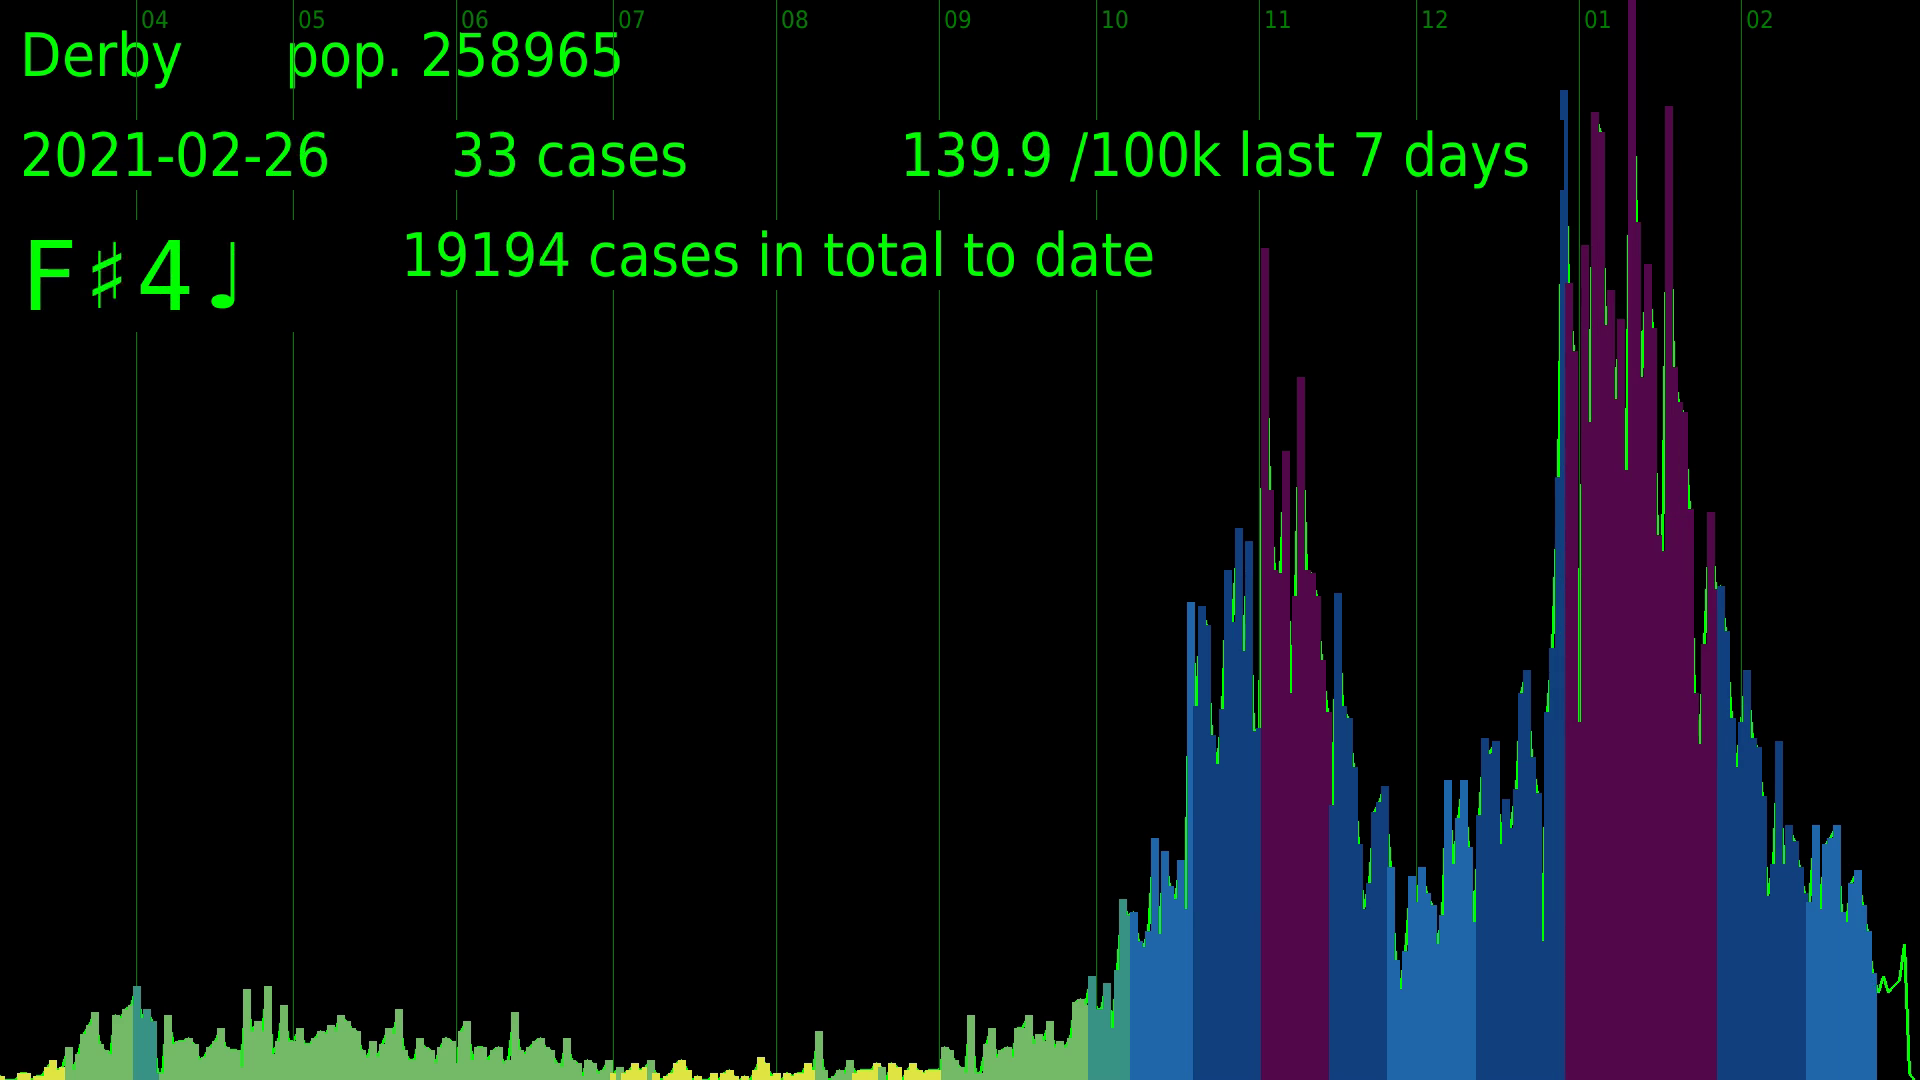 04 05 06 07 08 09 10 11 12 01 02
Derby pop. 258965
2021-02-26 33 cases 139.9 /100k last 7 days
F♯4♩ 19194 cases in total to date